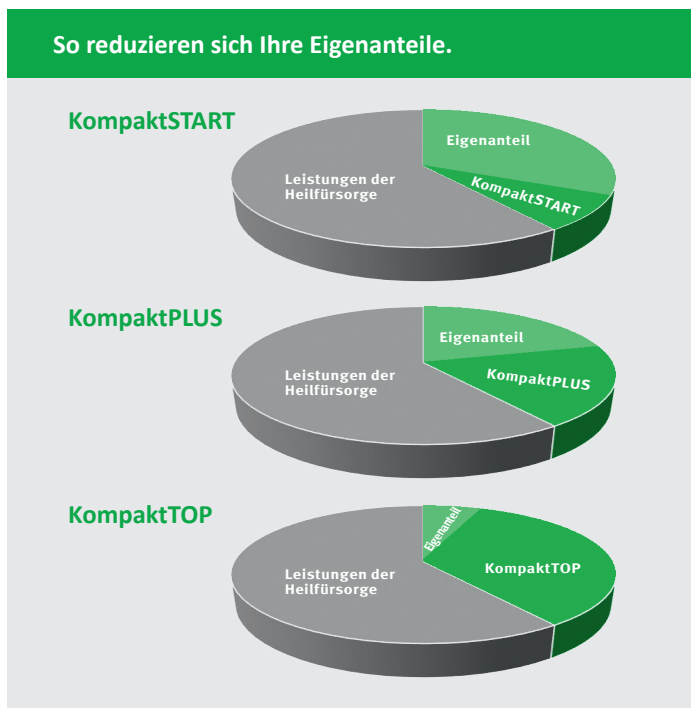 So reduzieren sich Ihre Eigenanteile.
KompaktSTART
Eigenanteil
Leistungen der
Heilfürsorge
KompaktSTART
KompaktPLUS
Eigenanteil
Leistungen der
Heilfürsorge
KompaktPLUS
KompaktTOP
Eigenanteil
Leistungen der
Heilfürsorge
KompaktTOP